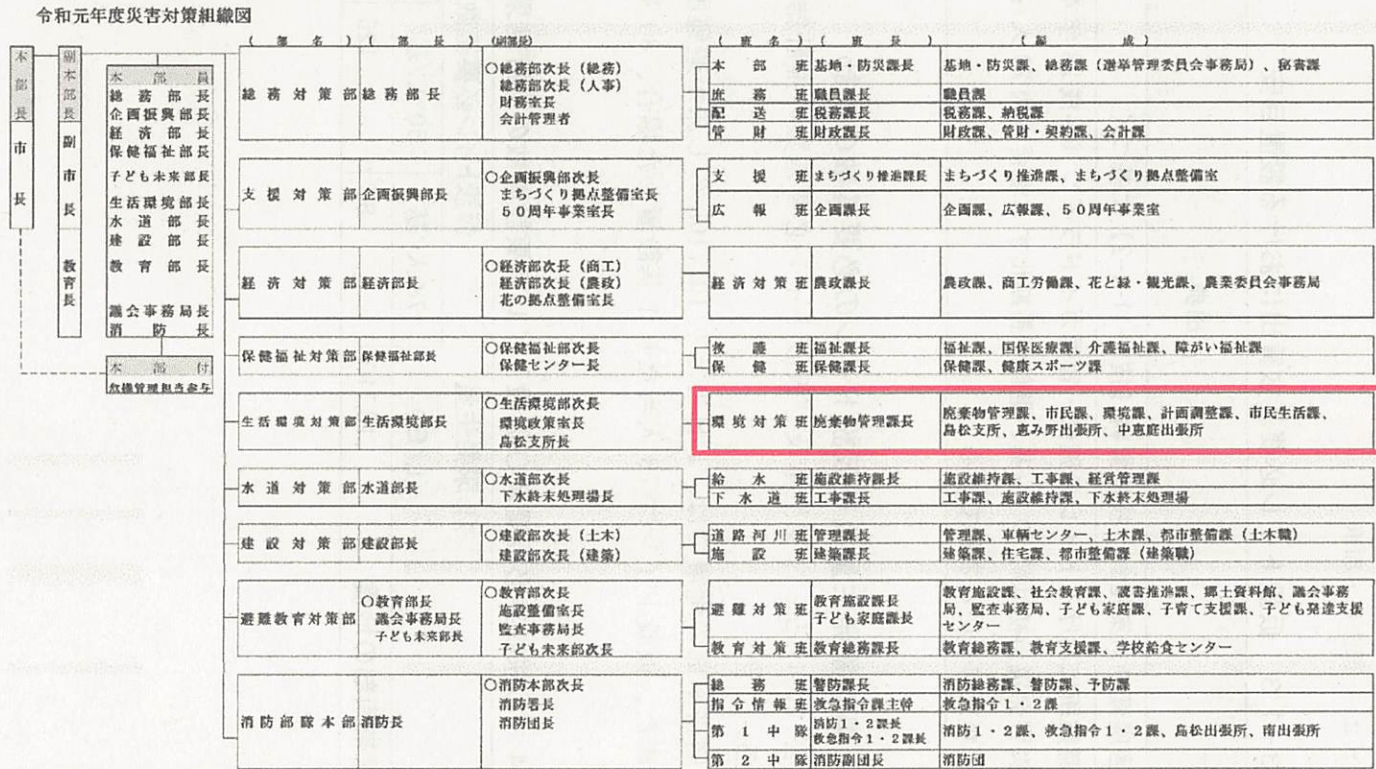 令和元年度災害対策組織図
本部長
市長
副本部長
副市長
教育長
本部員
総務部長
企画振興部長
経済部長
保健福祉部長
子ども未来部長
生活環境部長
水道部長
建設部長
教育部長
議会事務局長
消防長
本部付
危機管理担当参与
(部名) (部長) (副部長) (班名) (班長) (編成)
総務対策部 総務部長
○総務部次長(総務)
総務部次長(人事)
財務室長
会計管理者
本部班 基地・防災課長 基地・防災課、総務課(選挙管理委員会事務局)、秘書課
庶務班 職員課長 職員課
配送班 税務課長 税務課、納税課
管財班 財政課長 財政課、管財・契約課、会計課
支援対策部 企画振興部長
○企画振興部次長
まちづくり拠点整備室長
50周年事業室長
支援班 まちづくり推進課長 まちづくり推進課、まちづくり拠点整備室
広報班 企画課長 企画課、広報課、50周年事業室
経済対策部 経済部長
○経済部次長(商工)
経済部次長(農政)
花の拠点整備室長
経済対策班 農政課長 農政課、商工労働課、花と緑・観光課、農業委員会事務局
保健福祉対策部 保健福祉部長
○保健福祉部次長
保健センター長
救護班 福祉課長 福祉課、国保医療課、介護福祉課、障がい福祉課
保健班 保健課長 保健課、健康スポーツ課
生活環境対策部 生活環境部長
○生活環境部次長
環境政策室長
島松支所長
環境対策班 廃棄物管理課長 廃棄物管理課、市民課、環境課、計画調整課、市民生活課、
島松支所、恵み野出張所、中恵庭出張所
水道対策部 水道部長
○水道部次長
下水終末処理場長
給水班 施設維持課長 施設維持課、工事課、経営管理課
下水道班 工事課長 工事課、施設維持課、下水終末処理場
建設対策部 建設部長
○建設部次長(土木)
建設部次長(建築)
道路河川班 管理課長 管理課、車輌センター、土木課、都市整備課(土木職)
施設班 建築課長 建築課、住宅課、都市整備課(建築職)
避難教育対策部
○教育部長
議会事務局長
子ども未来部長
○教育部次長
施設整備室長
監査事務局長
子ども未来部次長
避難対策班
教育施設課長
子ども家庭課長
教育施設課、社会教育課、読書推進課、郷土資料館、議会事務
局、監査事務局、子ども家庭課、子育て支援課、子ども発達支援
センター
教育対策班 教育総務課長 教育総務課、教育支援課、学校給食センター
消防部隊本部 消防長
○消防本部次長
消防署長
消防団長
総務班 警防課長 消防総務課、警防課、予防課
指令情報班 救急指令課主幹 救急指令1・2課
第1中隊
消防1・2課長
救急指令1・2課長
消防1・2課、救急指令1・2課、島松出張所、南出張所
第2中隊 消防副団長 消防団